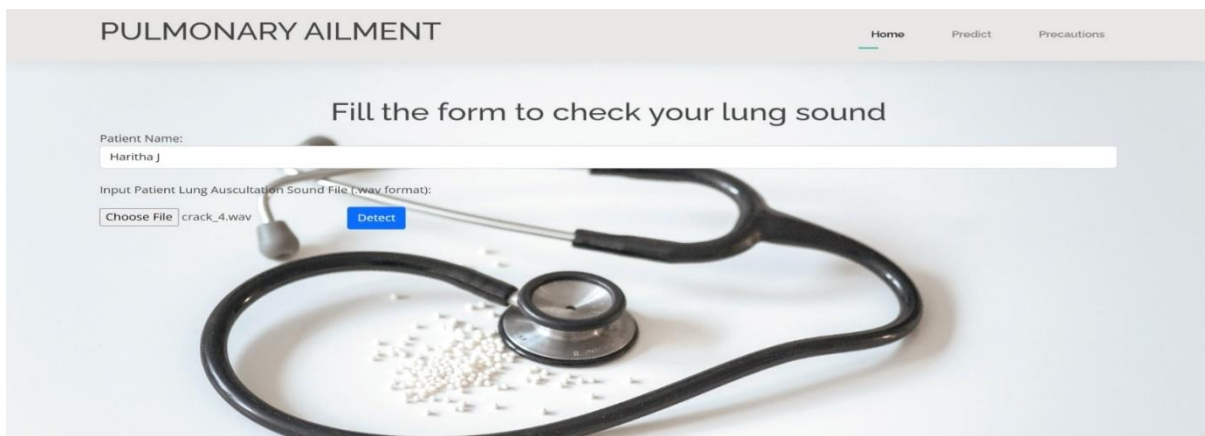 PULMONARY AILMENT
Home Predict Precautions
Fill the form to check your lung sound
Patient Name:
Haritha J
Input Patient Lung Auscultation Sound File (.wav format):
Choose File crack_4.wav Detect